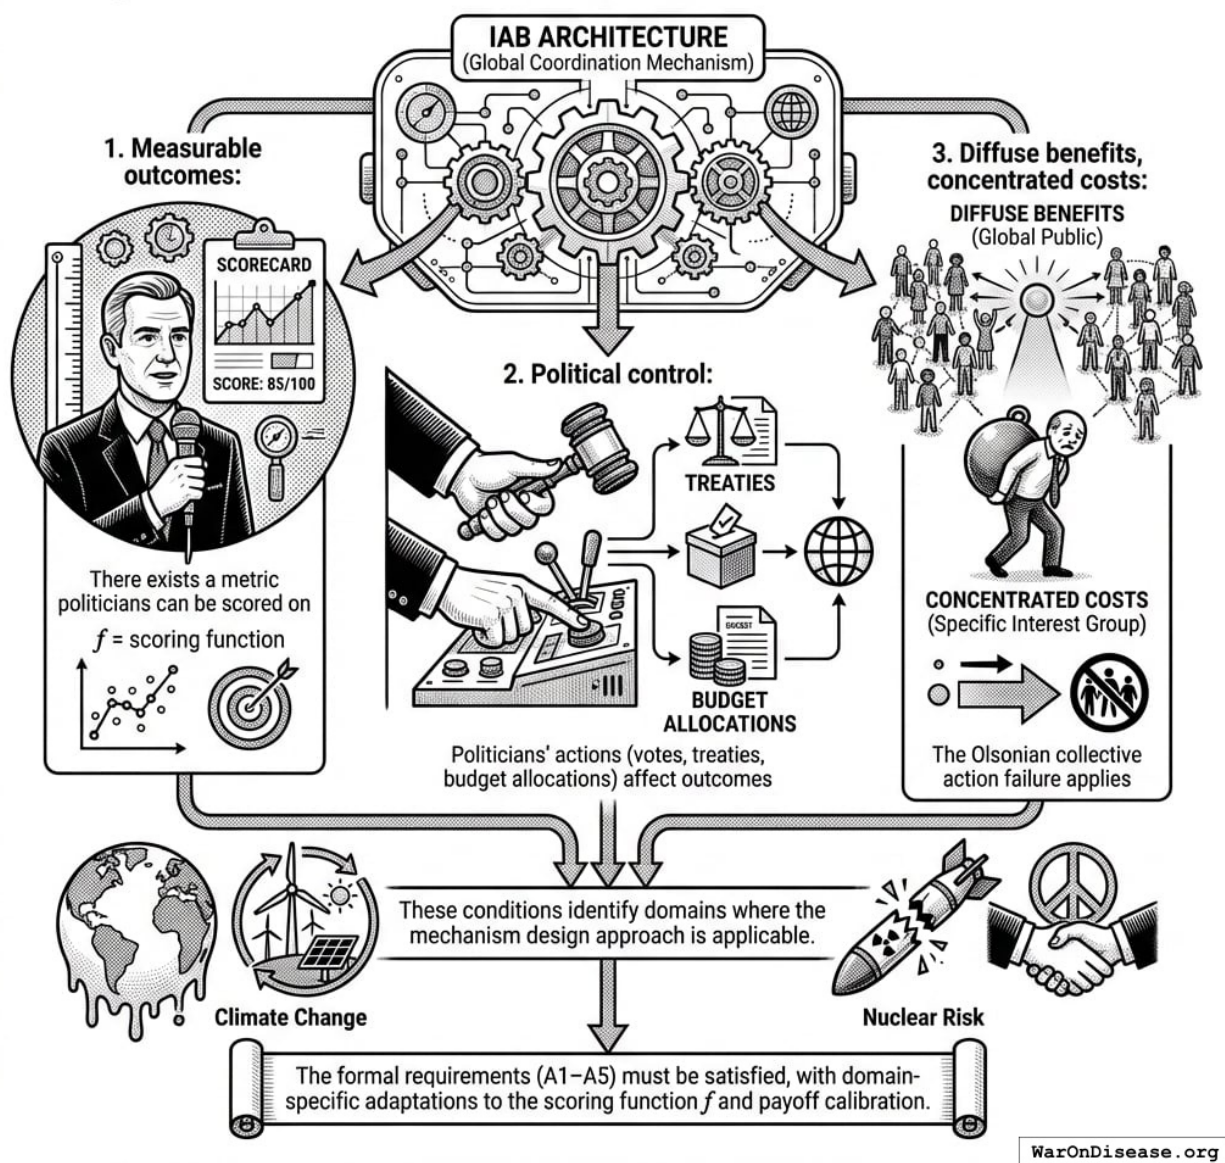 IAB ARCHITECTURE
(Global Coordination Mechanism)
1. Measurable
outcomes:
SCORECARD
SCORE: 85/100
There exists a metric
politicians can be scored on
f = scoring function
2. Political control:
TREATIES
BUDGET
ALLOCATIONS
Politicians' actions (votes, treaties,
budget allocations) affect outcomes
3. Diffuse benefits,
concentrated costs:
DIFFUSE BENEFITS
(Global Public)
CONCENTRATED COSTS
(Specific Interest Group)
The Olsonian collective
action failure applies
These conditions identify domains where the
mechanism design approach is applicable.
Climate Change
Nuclear Risk
The formal requirements (A1–A5) must be satisfied, with domain-
specific adaptations to the scoring function f and payoff calibration.
WarOnDisease.org